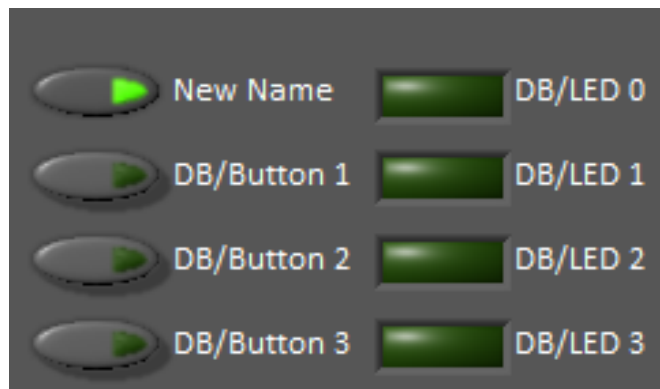 New Name DB/LED 0
DB/Button 1 DB/LED 1
DB/Button 2 DB/LED 2
DB/Button 3 DB/LED 3